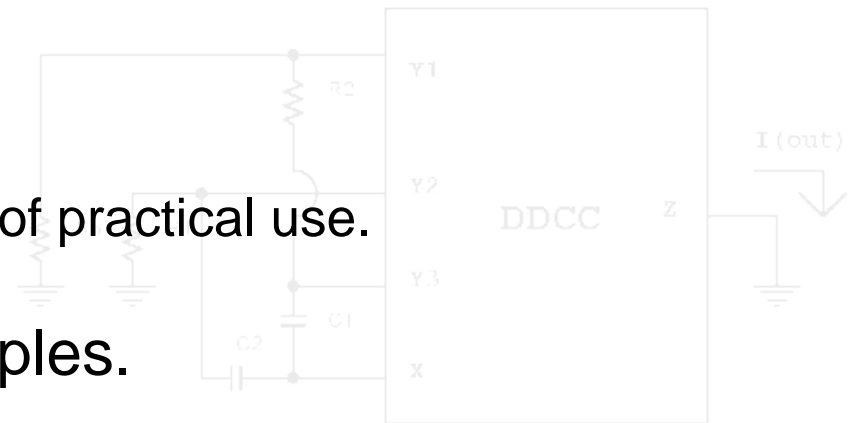 Y1
R2
I(out)
Y2
of practical use.
DDCC
Z
Y3
C1
C2
ples.
X